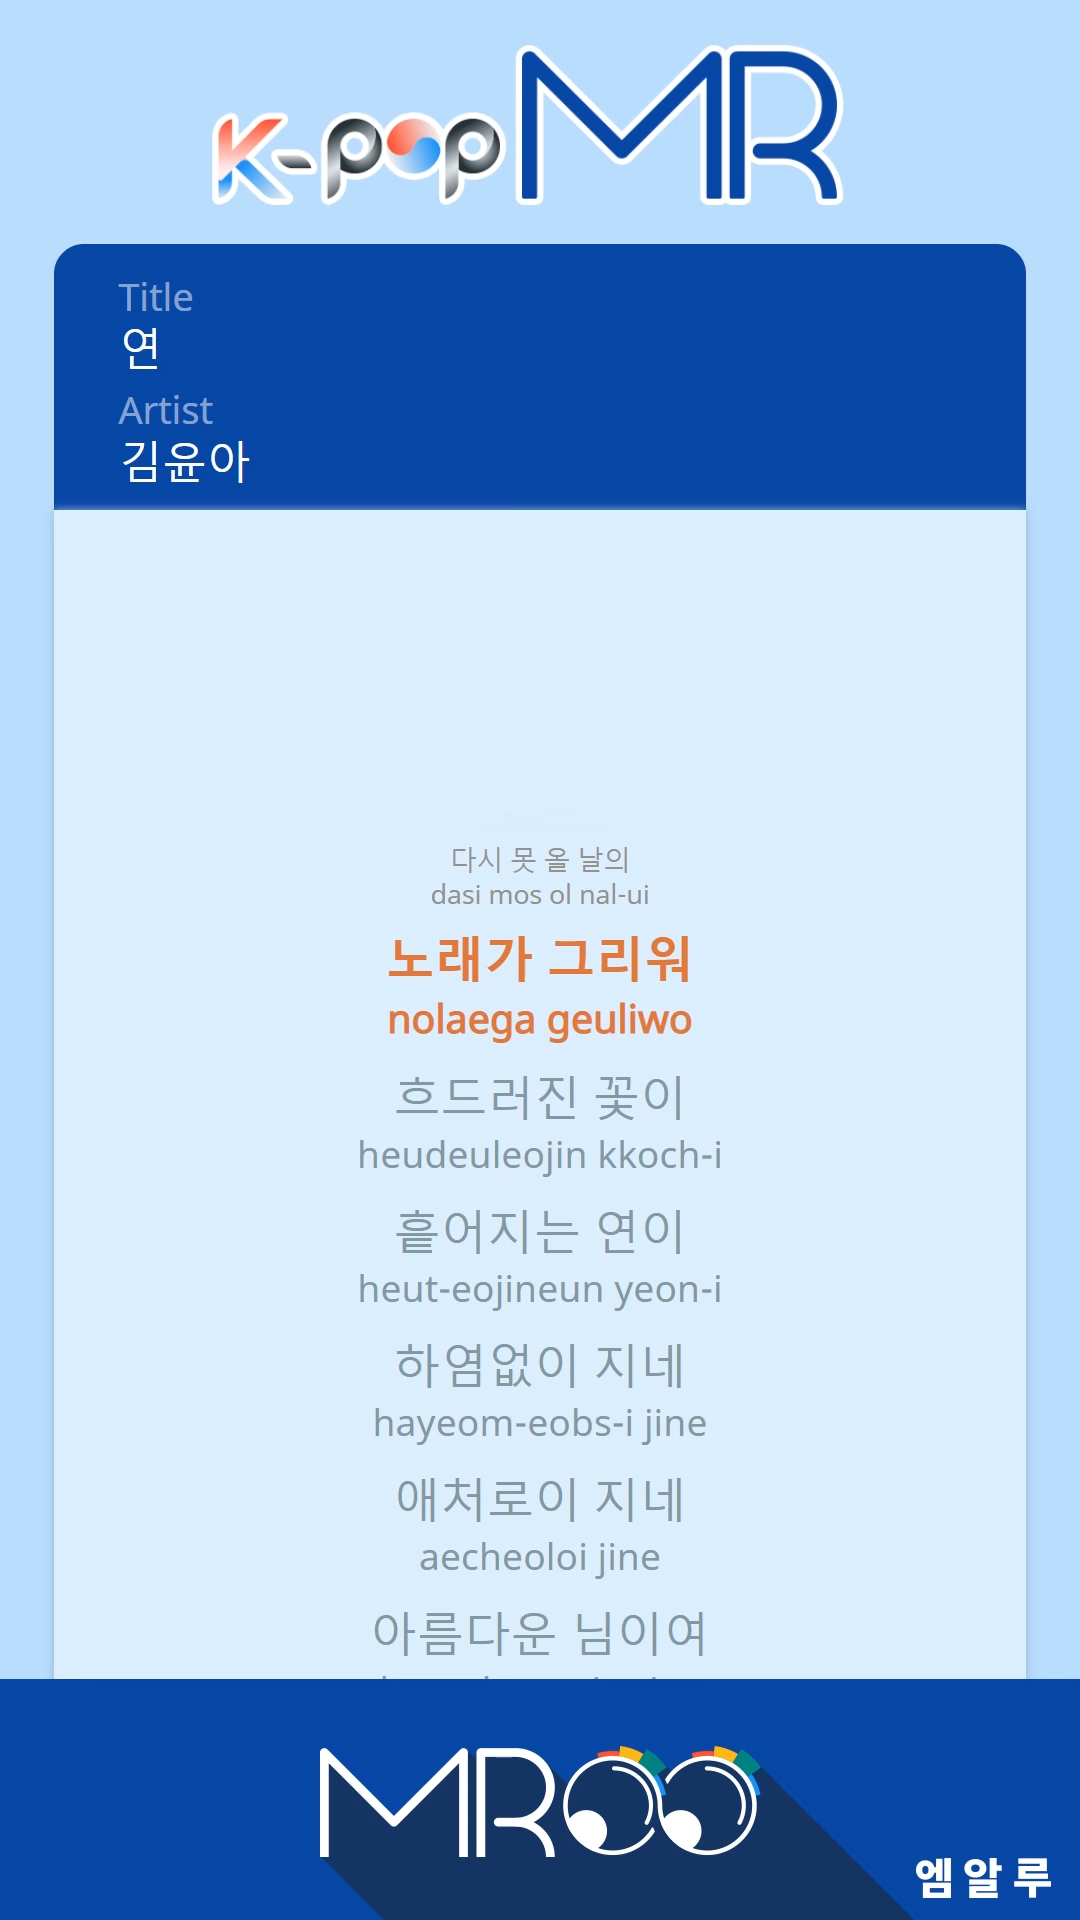 K-pop MR
Title
연
Artist
김윤아
다시 못 올 날의
dasi mos ol nal-ui
노래가 그리워
nolaega geuliwo
흐드러진 꽃이
heudeuleojin kkoch-i
흩어지는 연이
heut-eojineun yeon-i
하염없이 지네
hayeom-eobs-i jine
애처로이 지네
aecheoloi jine
아름다운 님이여
MROO
엠알루